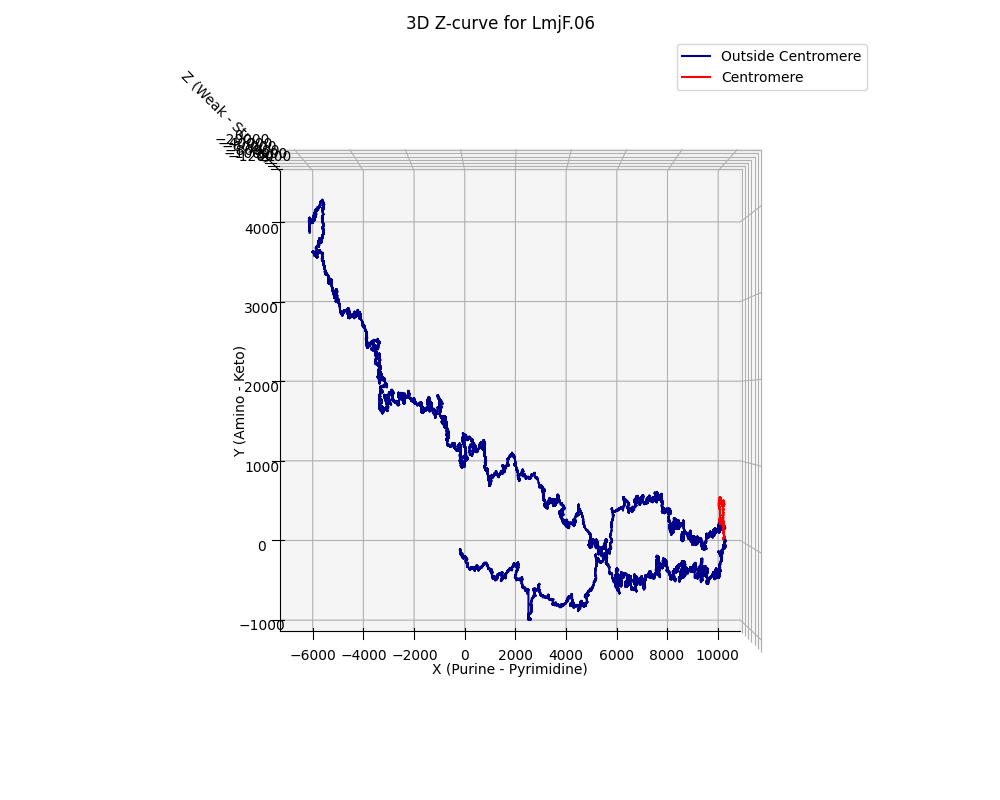 3D Z-curve for LmjF.06
Outside Centromere
Centromere
Z (Weak -
4000
3000
2000
1000
0
−1000
Y (Amino - Keto)
−6000 −4000 −2000 0 2000 4000 6000 8000 10000
X (Purine - Pyrimidine)